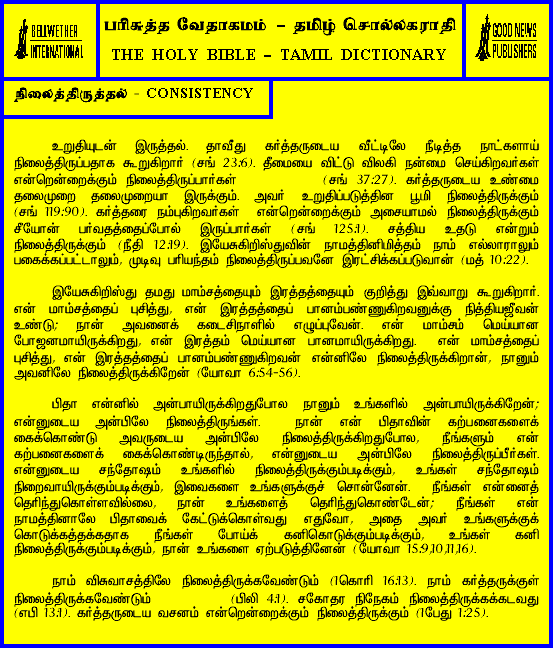 BELLWETHER
INTERNATIONAL
பரிசுத்த வேதாகமம் – தமிழ் சொல்லகராதி
THE HOLY BIBLE – TAMIL DICTIONARY
GOOD NEWS
PUBLISHERS
நிலைத்திருத்தல் - CONSISTENCY
உறுதியுடன் இருத்தல். தாவீது கர்த்தருடைய வீட்டிலே நீடித்த நாட்களாய்
நிலைத்திருப்பதாக கூறுகிறார் (சங் 23:6). தீமையை விட்டு விலகி நன்மை செய்கிறவர்கள்
என்றென்றைக்கும் நிலைத்திருப்பார்கள் (சங் 37:27). கர்த்தருடைய உண்மை
தலைமுறை தலைமுறையா இருக்கும். அவர் உறுதிப்படுத்தின பூமி நிலைத்திருக்கும்
(சங் 119:90). கர்த்தரை நம்புகிறவர்கள் என்றென்றைக்கும் அசையாமல் நிலைத்திருக்கும்
சீயோன் பர்வதத்தைப்போல் இருப்பார்கள் (சங் 125:1). சத்திய உதடு என்றும்
நிலைத்திருக்கும் (நீதி 12:19). இயேசுகிறிஸ்துவின் நாமத்தினிமித்தம் நாம் எல்லாராலும்
பகைக்கப்பட்டாலும், முடிவு பரியந்தம் நிலைத்திருப்பவனே இரட்சிக்கப்படுவான் (மத் 10:22).
இயேசுகிறிஸ்து தமது மாம்சத்தையும் இரத்தத்தையும் குறித்து இவ்வாறு கூறுகிறார்.
என் மாம்சத்தைப் புசித்து, என் இரத்தத்தைப் பானம்பண்ணுகிறவனுக்கு நித்தியஜீவன்
உண்டு; நான் அவனைக் கடைசிநாளில் எழுப்புவேன். என் மாம்சம் மெய்யான
போஜனமாயிருக்கிறது, என் இரத்தம் மெய்யான பானமாயிருக்கிறது. என் மாம்சத்தைப்
புசித்து, என் இரத்தத்தைப் பானம்பண்ணுகிறவன் என்னிலே நிலைத்திருக்கிறான், நானும்
அவனிலே நிலைத்திருக்கிறேன் (யோவா 6:54-56).
பிதா என்னில் அன்பாயிருக்கிறதுபோல நானும் உங்களில் அன்பாயிருக்கிறேன்;
என்னுடைய அன்பிலே நிலைத்திருங்கள். நான் என் பிதாவின் கற்பனைகளைக்
கைக்கொண்டு அவருடைய அன்பிலே நிலைத்திருக்கிறதுபோல, நீங்களும் என்
கற்பனைகளைக் கைக்கொண்டிருந்தால், என்னுடைய அன்பிலே நிலைத்திருப்பீர்கள்.
என்னுடைய சந்தோஷம் உங்களில் நிலைத்திருக்கும்படிக்கும், உங்கள் சந்தோஷம்
நிறைவாயிருக்கும்படிக்கும், இவைகளை உங்களுக்குச் சொன்னேன். நீங்கள் என்னைத்
தெரிந்துகொள்ளவில்லை, நான் உங்களைத் தெரிந்துகொண்டேன்; நீங்கள் என்
நாமத்தினாலே பிதாவைக் கேட்டுக்கொள்வது எதுவோ, அதை அவர் உங்களுக்குக்
கொடுக்கத்தக்கதாக நீங்கள் போய்க் கனிகொடுக்கும்படிக்கும், உங்கள் கனி
நிலைத்திருக்கும்படிக்கும், நான் உங்களை ஏற்படுத்தினேன் (யோவா 15:9,10,11,16).
நாம் விசுவாசத்திலே நிலைத்திருக்கவேண்டும் (1கொரி 16:13). நாம் கர்த்தருக்குள்
நிலைத்திருக்கவேண்டும் (பிலி 4:1). சகோதர நிநேகம் நிலைத்திருக்கக்கடவது
(எபி 13:1). கர்த்தருடைய வசனம் என்றென்றைக்கும் நிலைத்திருக்கும் (1பேது 1:25).